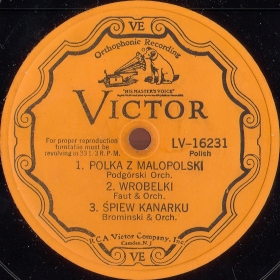 VE
Orthophonic Recording
"HIS MASTER'S VOICE"
VICTOR
For proper reproduction
turntable must be
revolving in 33 1/3 R.P.M.
LV-16231
Polish
1. POLKA Z MALOPOLSKI
Podgórski Orch.
2. WROBELKI
Faut & Orch.
3. ŚPIEW KANARKU
Brominski & Orch.
RCA Victor Company, Inc.
Camden, N.J.
VE